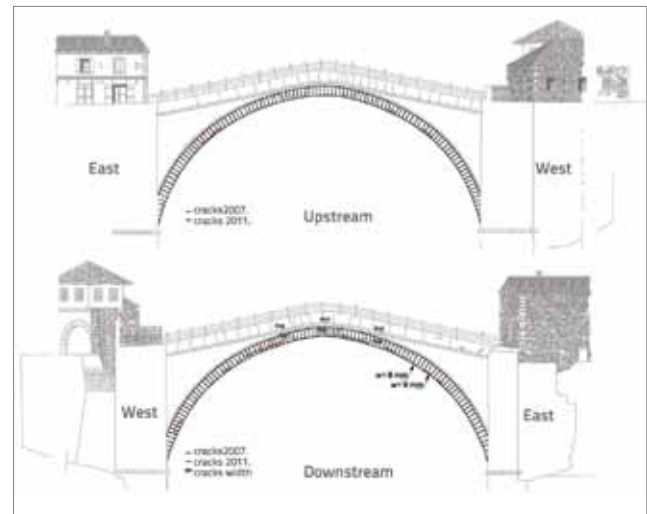 East
West
- cracks2007.
- cracks 2011.
Upstream
West
East
- cracks2007.
- cracks 2011.
cracks width
Downstream